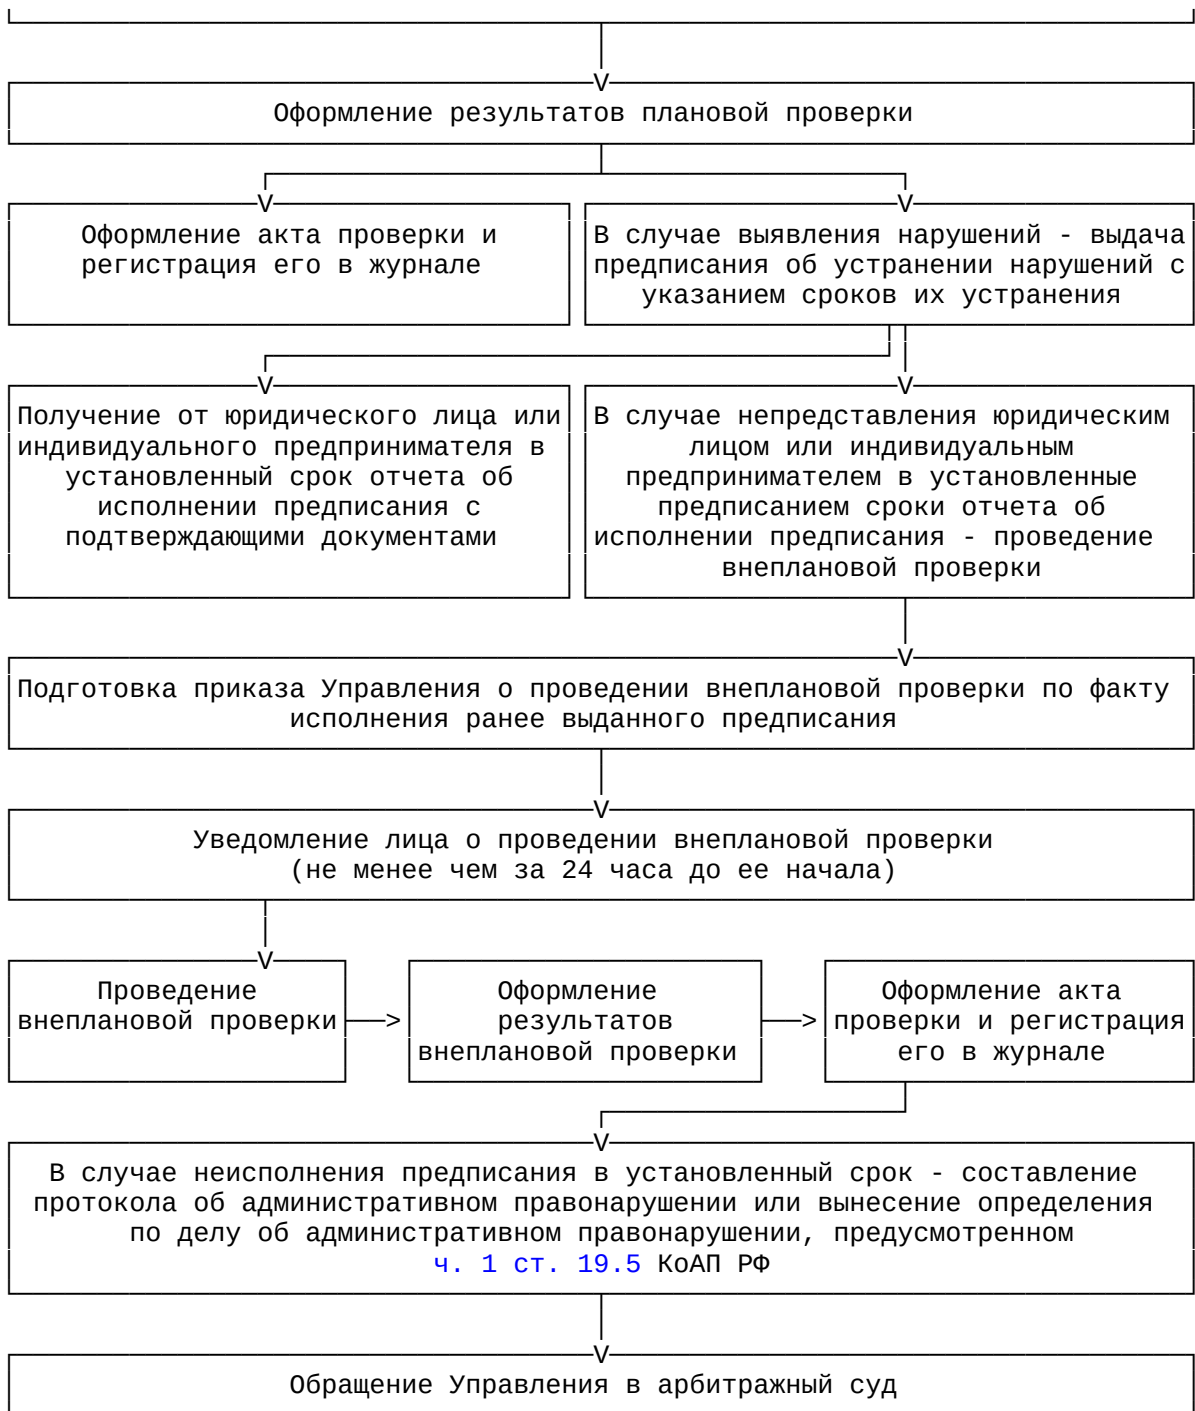 Оформление результатов плановой проверки
Оформление акта проверки и
регистрация его в журнале
В случае выявления нарушений - выдача
предписания об устранении нарушений с
указанием сроков их устранения
Получение от юридического лица или
индивидуального предпринимателя в
установленный срок отчета об
исполнении предписания с
подтверждающими документами
В случае непредставления юридическим
лицом или индивидуальным
предпринимателем в установленные
предписанием сроки отчета об
исполнении предписания - проведение
внеплановой проверки
Подготовка приказа Управления о проведении внеплановой проверки по факту
исполнения ранее выданного предписания
Уведомление лица о проведении внеплановой проверки
(не менее чем за 24 часа до ее начала)
Проведение
внеплановой проверки
Оформление
результатов
внеплановой проверки
Оформление акта
проверки и регистрация
его в журнале
В случае неисполнения предписания в установленный срок - составление
протокола об административном правонарушении или вынесение определения
по делу об административном правонарушении, предусмотренном
ч. 1 ст. 19.5 КоАП РФ
Обращение Управления в арбитражный суд